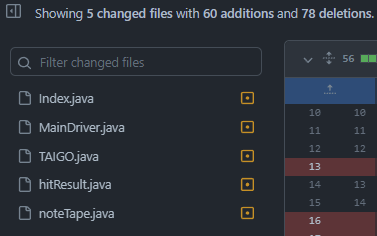 Showing 5 changed files with 60 additions and 78 deletions.
Filter changed files
56
Index.java
MainDriver.java
TAIGO.java
hitResult.java
noteTape.java
10 10
11 11
12 12
13
14 13
15 14
16